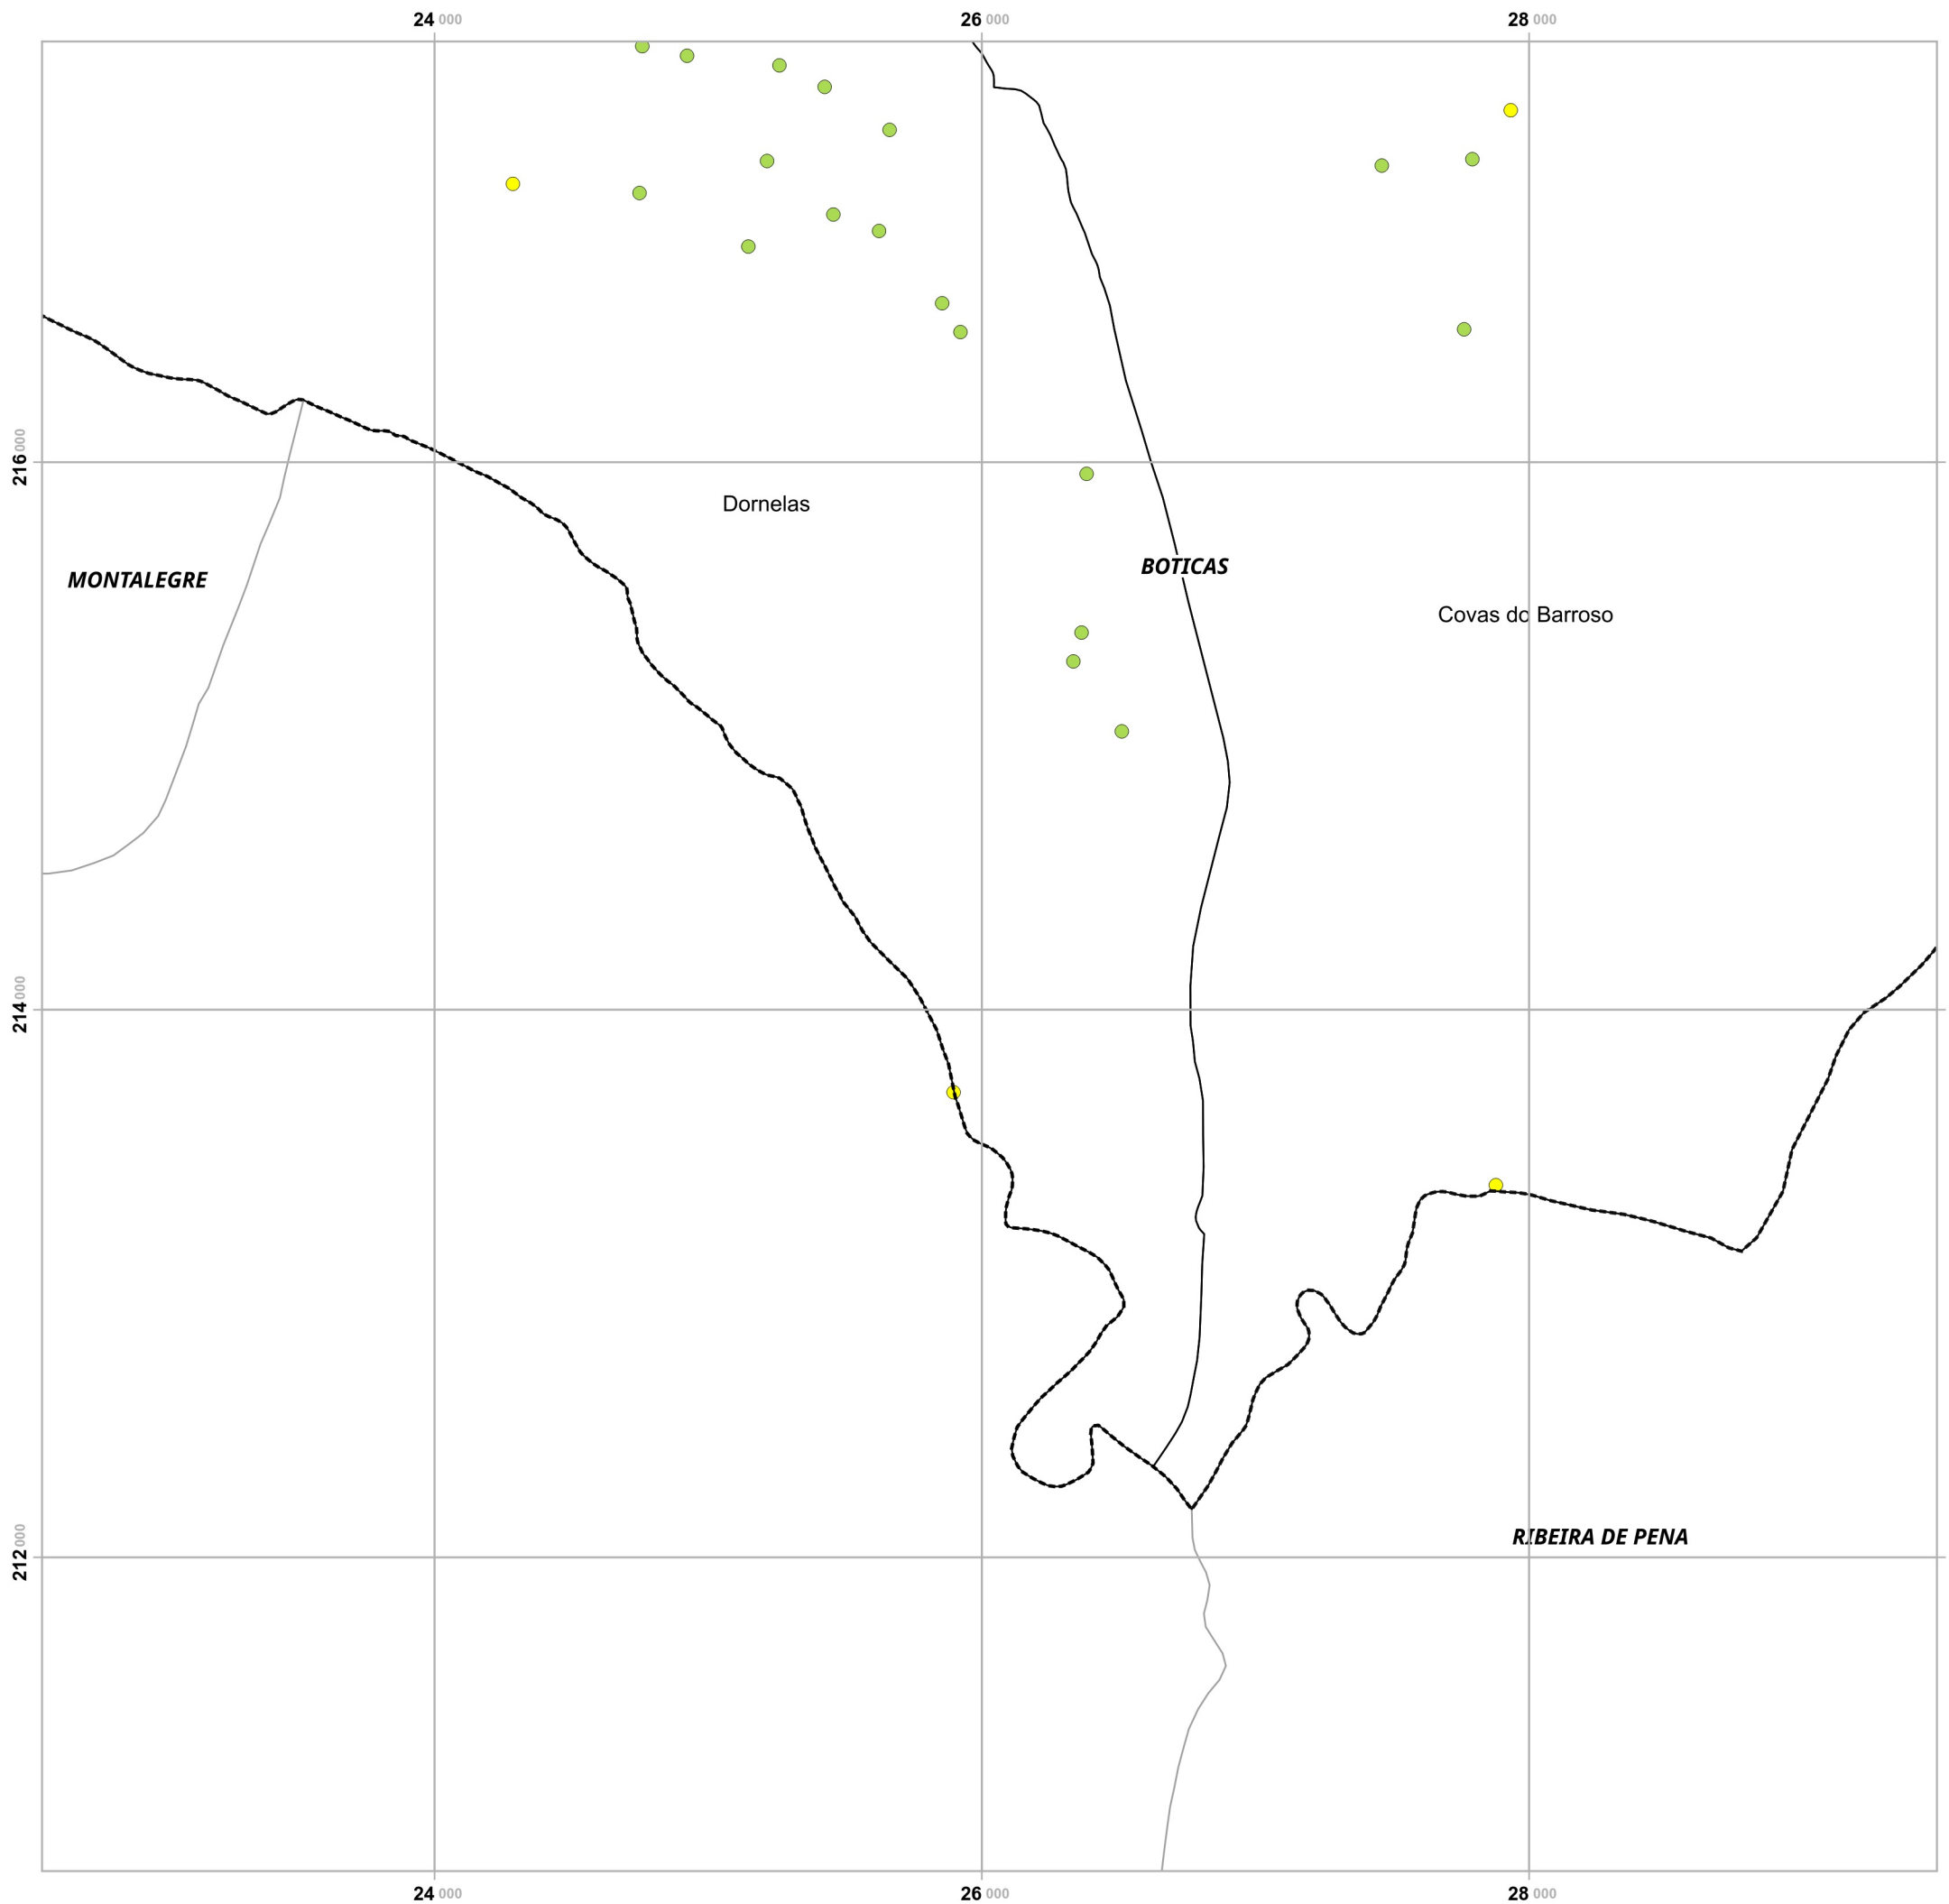 24 000 26 000 28 000
216 000
Dornelas
BOTICAS
MONTALEGRE
Covas do Barroso
214 000
RIBEIRA DE PENA
212 000
24 000 26 000 28 000